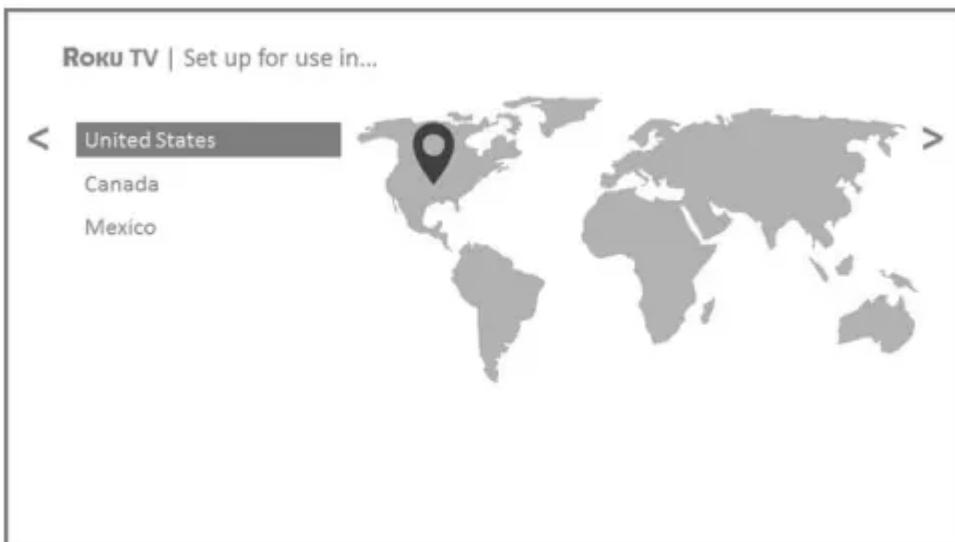 ROKU TV | Set up for use in...
< United States >
Canada
Mexico